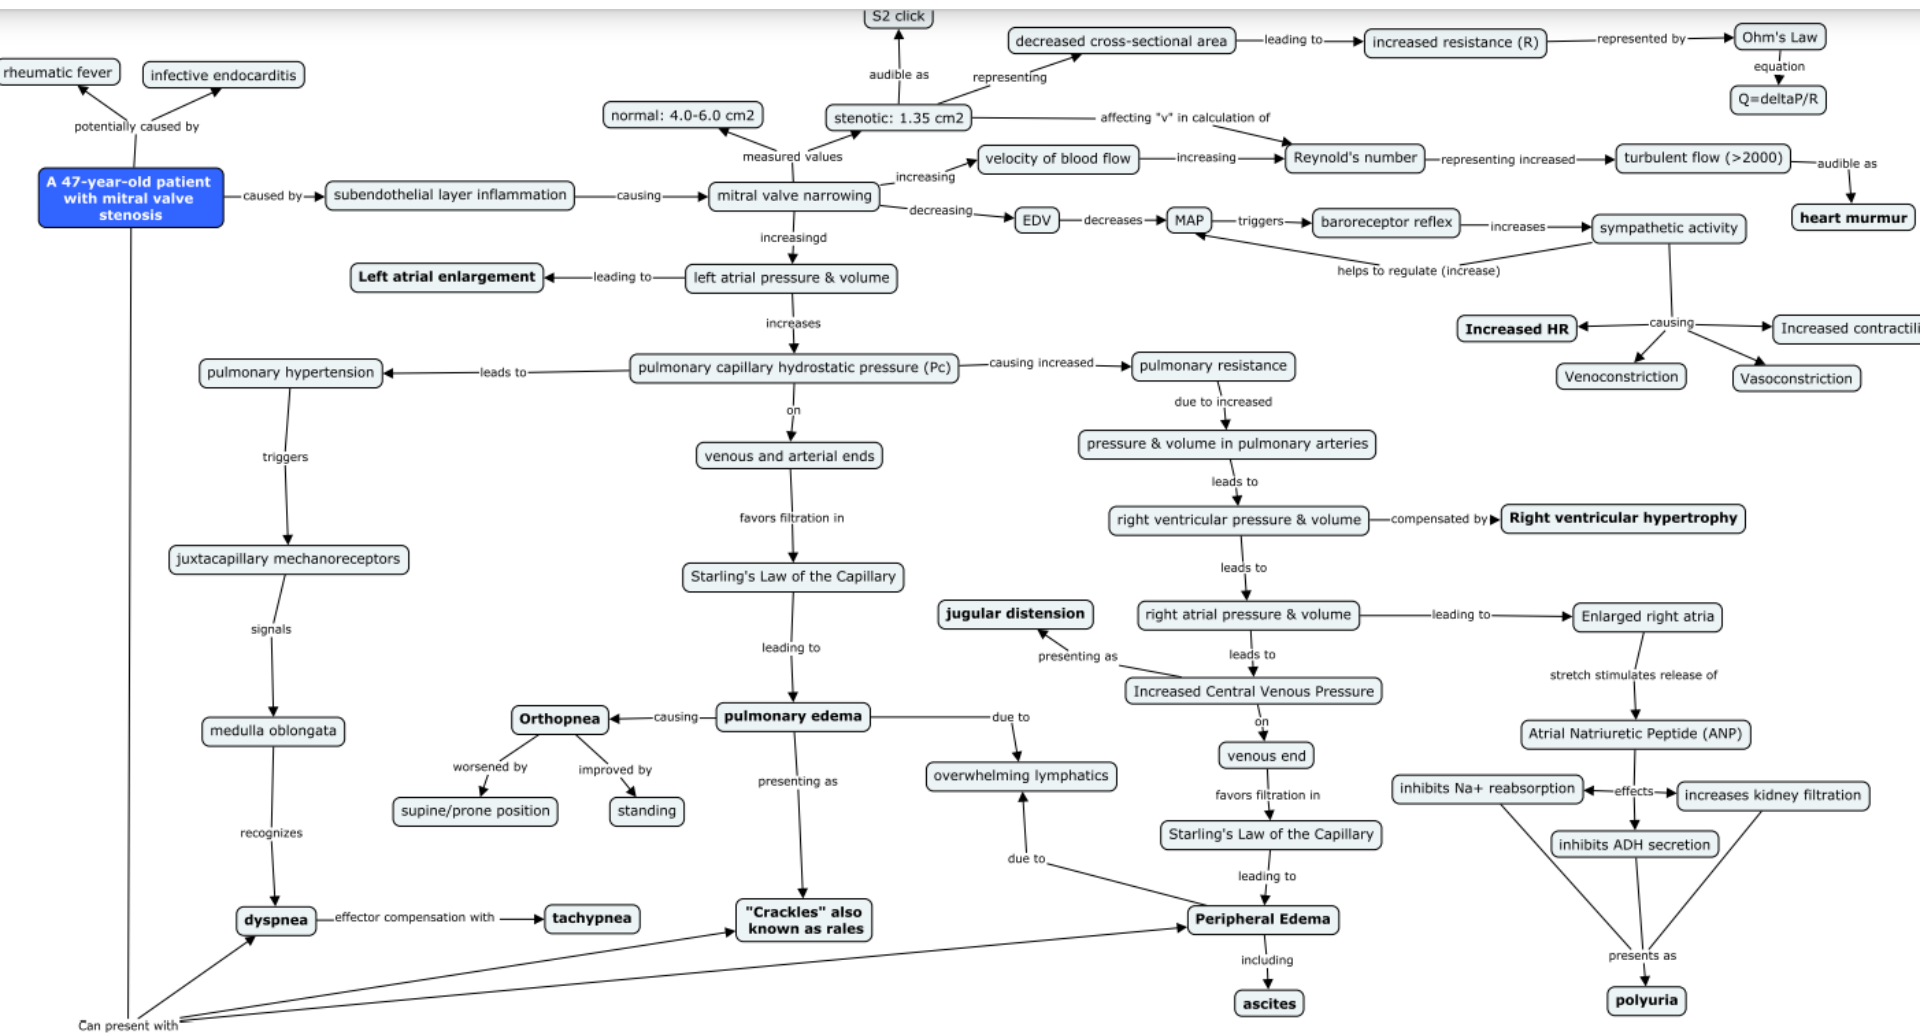 S2 click
decreased cross-sectional area
leading to
increased resistance (R)
represented by
Ohm's Law
equation
Q=deltaP/R
rheumatic fever
infective endocarditis
potentially caused by
audible as
representing
normal: 4.0-6.0 cm2
stenotic: 1.35 cm2
affecting "v" in calculation of
measured values
velocity of blood flow
increasing
Reynold's number
representing increased
turbulent flow (>2000)
audible as
heart murmur
A 47-year-old patient
with mitral valve
stenosis
caused by
subendothelial layer inflammation
causing
mitral valve narrowing
increasing
decreasing
EDV
decreases
MAP
triggers
baroreceptor reflex
increases
sympathetic activity
helps to regulate (increase)
increasingd
Left atrial enlargement
leading to
left atrial pressure & volume
increases
Increased HR
causing
Increased contractili
Venoconstriction
Vasoconstriction
pulmonary hypertension
leads to
pulmonary capillary hydrostatic pressure (Pc)
causing increased
pulmonary resistance
due to increased
on
pressure & volume in pulmonary arteries
venous and arterial ends
triggers
leads to
favors filtration in
right ventricular pressure & volume
compensated by
Right ventricular hypertrophy
juxtacapillary mechanoreceptors
Starling's Law of the Capillary
leads to
signals
leading to
jugular distension
right atrial pressure & volume
leading to
Enlarged right atria
presenting as
leads to
stretch stimulates release of
Increased Central Venous Pressure
medulla oblongata
Orthopnea
causing
pulmonary edema
due to
on
Atrial Natriuretic Peptide (ANP)
worsened by
improved by
presenting as
overwhelming lymphatics
venous end
supine/prone position
standing
favors filtration in
inhibits Na+ reabsorption
effects
increases kidney filtration
recognizes
Starling's Law of the Capillary
inhibits ADH secretion
due to
leading to
dyspnea
effector compensation with
tachypnea
"Crackles" also
known as rales
Peripheral Edema
including
presents as
ascites
polyuria
Can present with